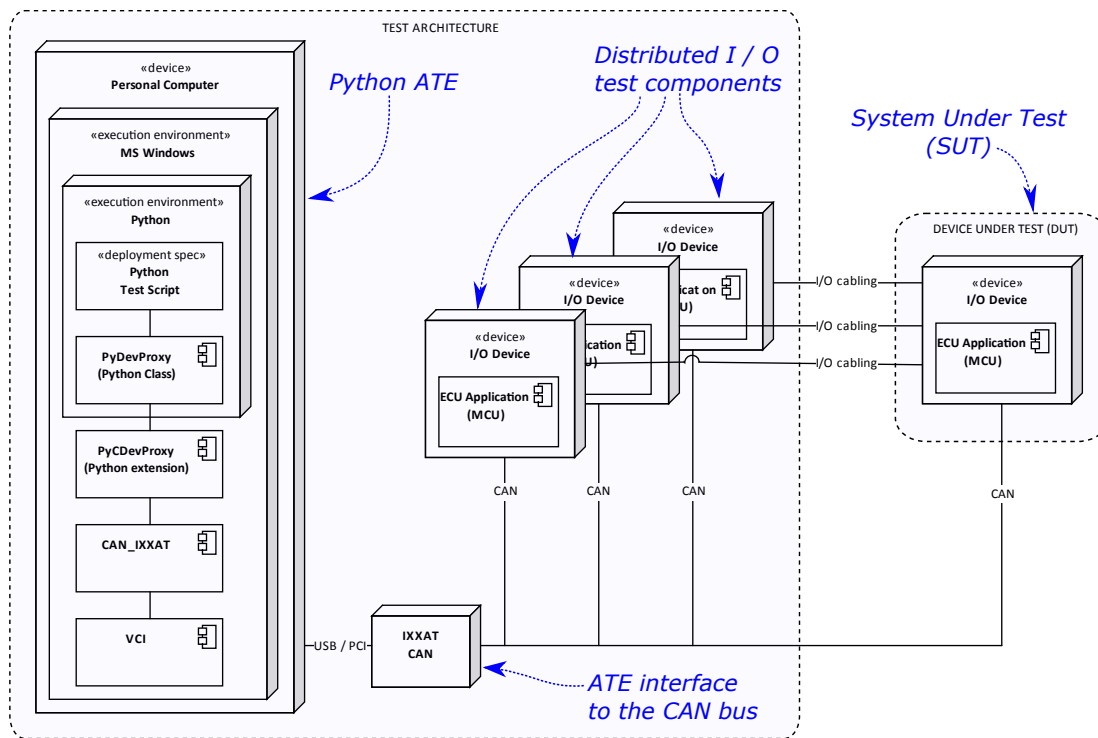 TEST ARCHITECTURE
«device»
Personal Computer
«execution environment»
MS Windows
«execution environment»
Python
«deployment spec»
Python
Test Script
PyDevProxy
(Python Class)
PyCDevProxy
(Python extension)
CAN_IXXAT
VCI
Python ATE
Distributed I / O
test components
System Under Test
(SUT)
«device»
I/O Device
ECU Application
(MCU)
«device»
I/O Device
lication
U)
«device»
I/O Device
licat on
U)
I/O cabling
I/O cabling
I/O cabling
DEVICE UNDER TEST (DUT)
«device»
I/O Device
ECU Application
(MCU)
CAN
CAN
CAN
CAN
USB / PCI
IXXAT
CAN
ATE interface
to the CAN bus